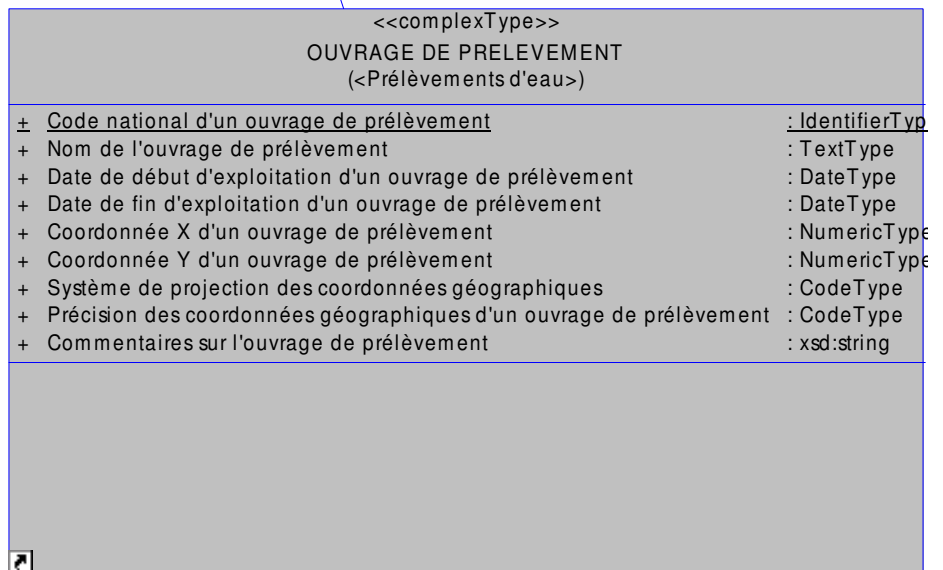 <<complexType>>
OUVRAGE DE PRELEVEMENT
(<Prélèvements d'eau>)
+ Code national d'un ouvrage de prélèvement : IdentifierTyp
+ Nom de l'ouvrage de prélèvement : TextType
+ Date de début d'exploitation d'un ouvrage de prélèvement : DateType
+ Date de fin d'exploitation d'un ouvrage de prélèvement : DateType
+ Coordonnée X d'un ouvrage de prélèvement : NumericType
+ Coordonnée Y d'un ouvrage de prélèvement : NumericType
+ Système de projection des coordonnées géographiques : CodeType
+ Précision des coordonnées géographiques d'un ouvrage de prélèvement : CodeType
+ Commentaires sur l'ouvrage de prélèvement : xsd:string